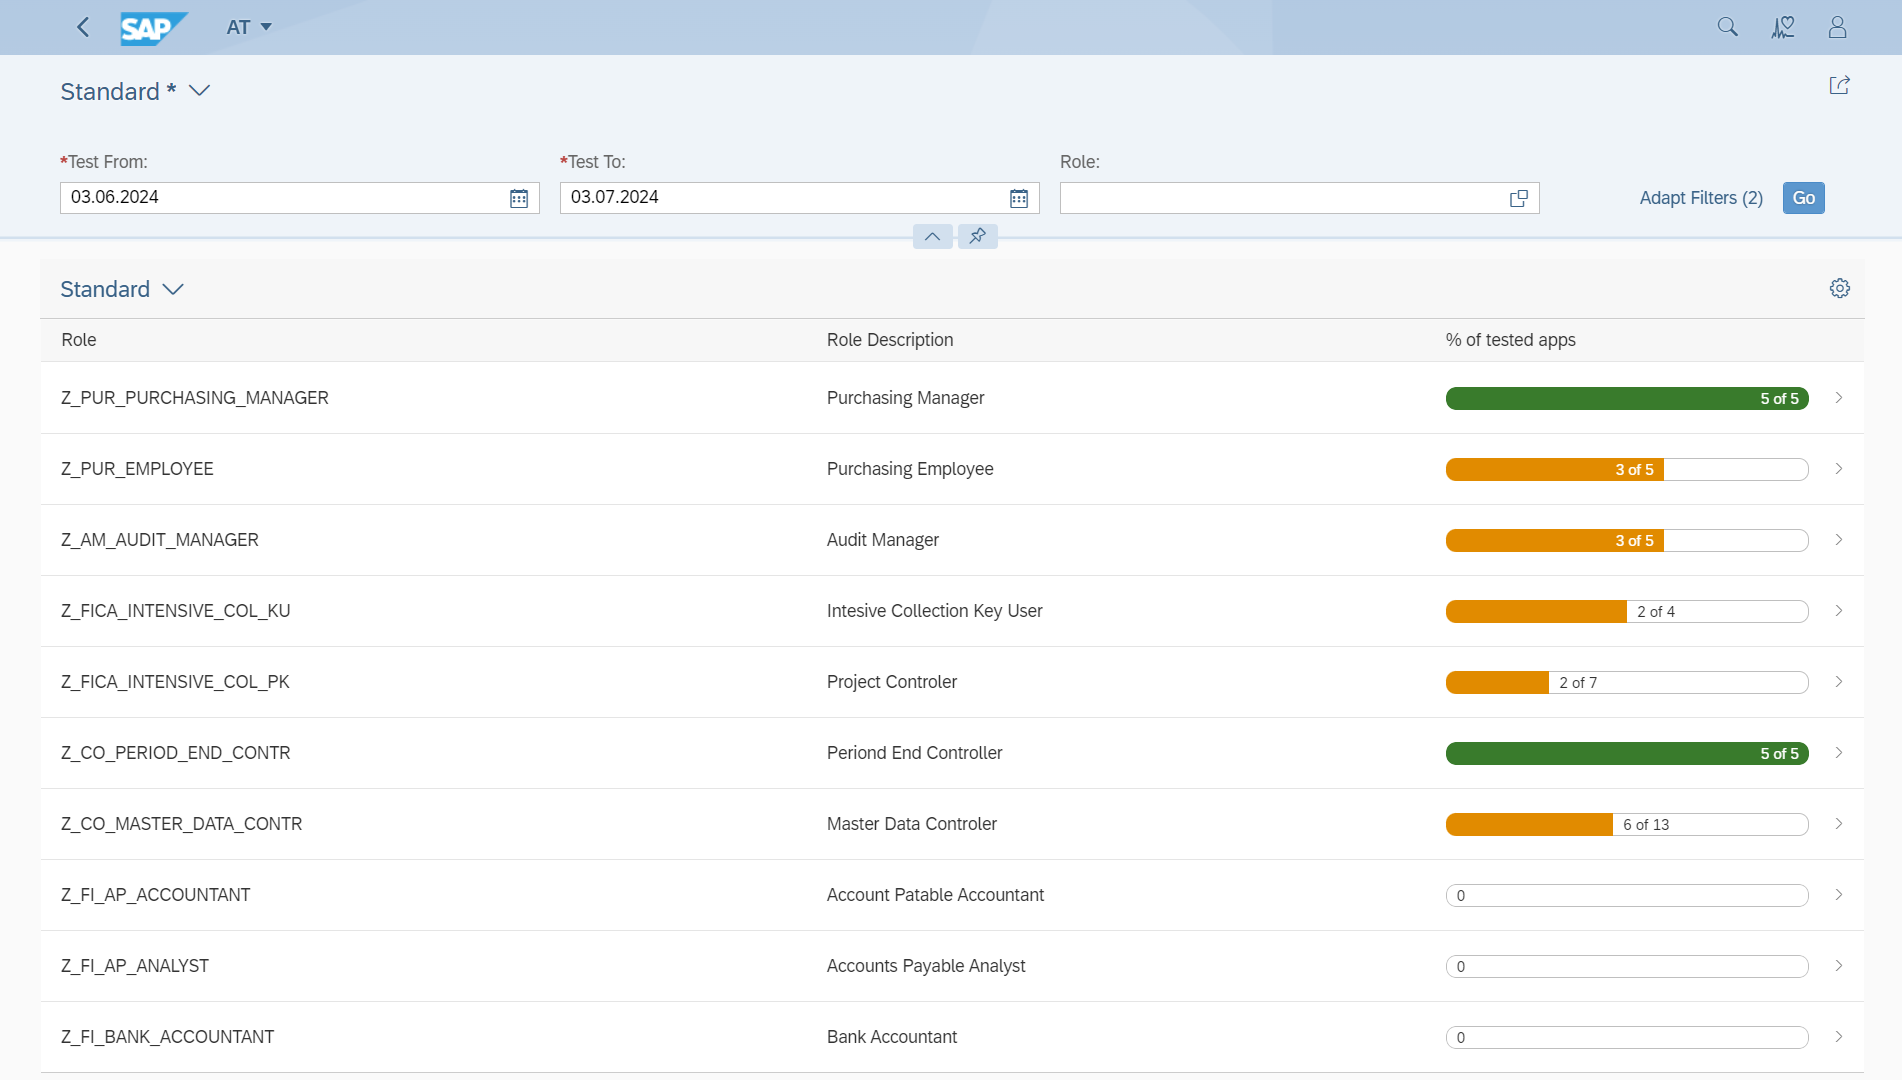 SAP AT
Standard *
*Test From: *Test To: Role:
03.06.2024 03.07.2024 Adapt Filters (2) Go
Standard
Role Role Description % of tested apps
Z_PUR_PURCHASING_MANAGER Purchasing Manager 5 of 5
Z_PUR_EMPLOYEE Purchasing Employee 3 of 5
Z_AM_AUDIT_MANAGER Audit Manager 3 of 5
Z_FICA_INTENSIVE_COL_KU Intesive Collection Key User 2 of 4
Z_FICA_INTENSIVE_COL_PK Project Controler 2 of 7
Z_CO_PERIOD_END_CONTR Periond End Controller 5 of 5
Z_CO_MASTER_DATA_CONTR Master Data Controler 6 of 13
Z_FI_AP_ACCOUNTANT Account Patable Accountant 0
Z_FI_AP_ANALYST Accounts Payable Analyst 0
Z_FI_BANK_ACCOUNTANT Bank Accountant 0